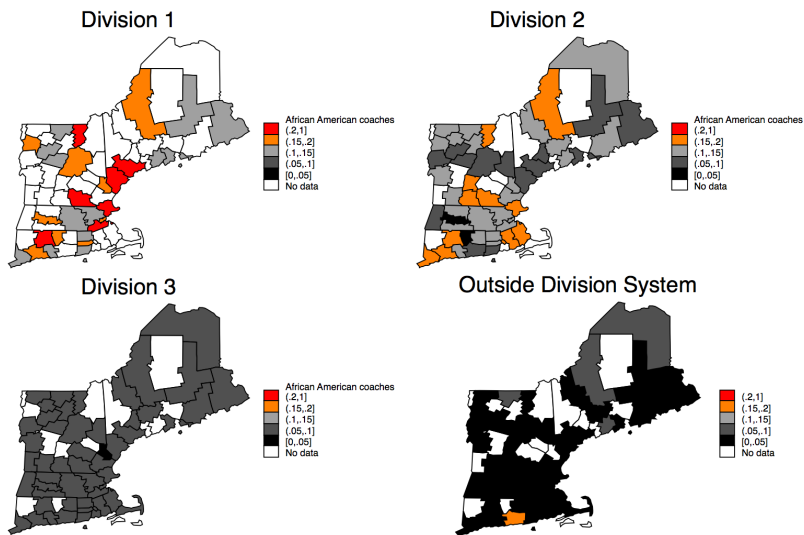 Division 1
African American coaches
(.2,1]
(.15,.2]
(.1,.15]
(.05,.1]
[0,.05]
No data
Division 2
African American coaches
(.2,1]
(.15,.2]
(.1,.15]
(.05,.1]
[0,.05]
No data
Division 3
African American coaches
(.2,1]
(.15,.2]
(.1,.15]
(.05,.1]
[0,.05]
No data
Outside Division System
(.2,1]
(.15,.2]
(.1,.15]
(.05,.1]
[0,.05]
No data